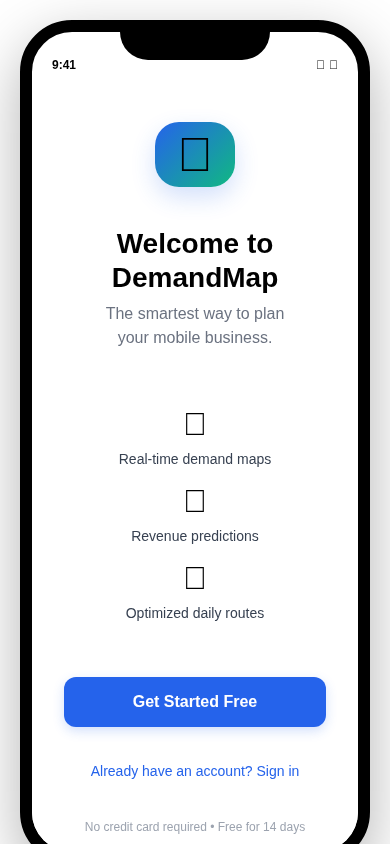 9:41
Welcome to
DemandMap
The smartest way to plan
your mobile business.
Real-time demand maps
Revenue predictions
Optimized daily routes
Get Started Free
Already have an account? Sign in
No credit card required • Free for 14 days